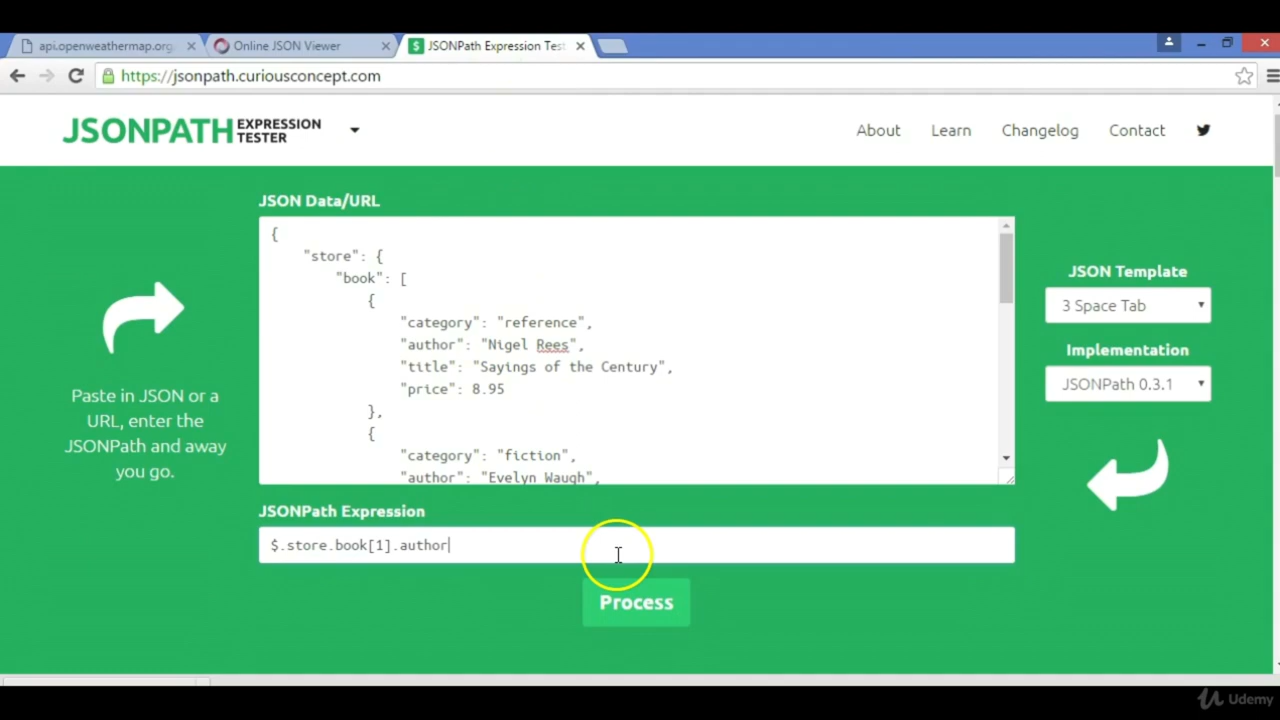 api.openweathermap.org
Online JSON Viewer
$ JSONPath Expression Test
https://jsonpath.curiousconcept.com
JSONPATH EXPRESSION TESTER
About
Learn
Changelog
Contact
JSON Data/URL
{
"store": {
"book": [
{
"category": "reference",
"author": "Nigel Rees",
"title": "Sayings of the Century",
"price": 8.95
},
{
"category": "fiction",
"author": "Evelyn Waugh",
Paste in JSON or a
URL, enter the
JSONPath and away
you go.
JSON Template
3 Space Tab
Implementation
JSONPath 0.3.1
JSONPath Expression
$.store.book[1].author
Process
Udemy